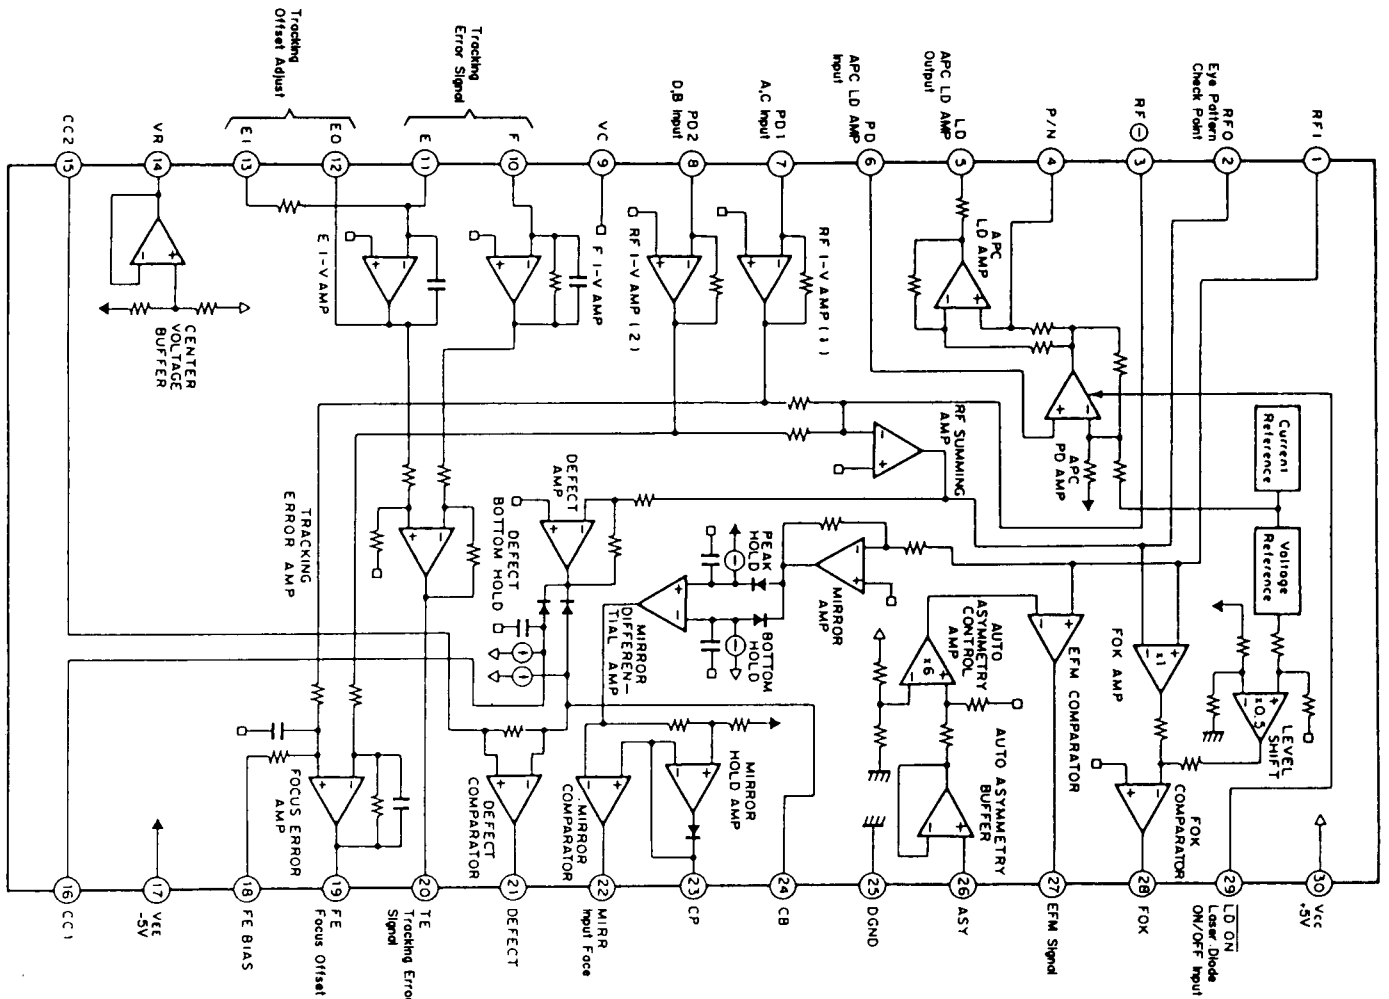 RF I
1
RFO
Eye Pattern
Check Point
2
RF ⊖
3
P/N
4
LD
APC LD AMP
Output
5
PD
APC LD AMP
Input
6
PD1
A,C Input
7
PD2
D,B Input
8
VC
9
F
10
E
11
Tracking
Error Signal
EO
12
EI
13
Tracking
Offset Adjust
VR
14
CC2
15
Current
Reference
Voltage
Reference
LEVEL
SHIFT
x0.5
APC
LD AMP
APC
PD AMP
RF I-V AMP (1)
RF I-V AMP (2)
F I-V AMP
E I-V AMP
CENTER
VOLTAGE
BUFFER
RF SUMMING
AMP
DEFECT
AMP
DEFECT
BOTTOM HOLD
TRACKING
ERROR AMP
PEAK
HOLD
BOTTOM
HOLD
MIRROR
AMP
MIRROR
DIFFEREN-
TIAL AMP
FOK AMP
x1
FOK
COMPARATOR
EFM COMPARATOR
AUTO
ASYMMETRY
CONTROL
AMP
x6
AUTO ASYMMETRY
BUFFER
MIRROR
HOLD AMP
MIRROR
COMPARATOR
DEFECT
COMPARATOR
FOCUS ERROR
AMP
30
Vcc
+5V
29
LD ON
Laser Diode
ON/OFF Input
28
FOK
27
EFM Signal
26
ASY
25
DGND
24
CB
23
CP
22
MIRR
Input Face
21
DEFECT
20
TE
Tracking Error
Signal
19
FE
Focus Offset
18
FE BIAS
17
VEE
-5V
16
CC1